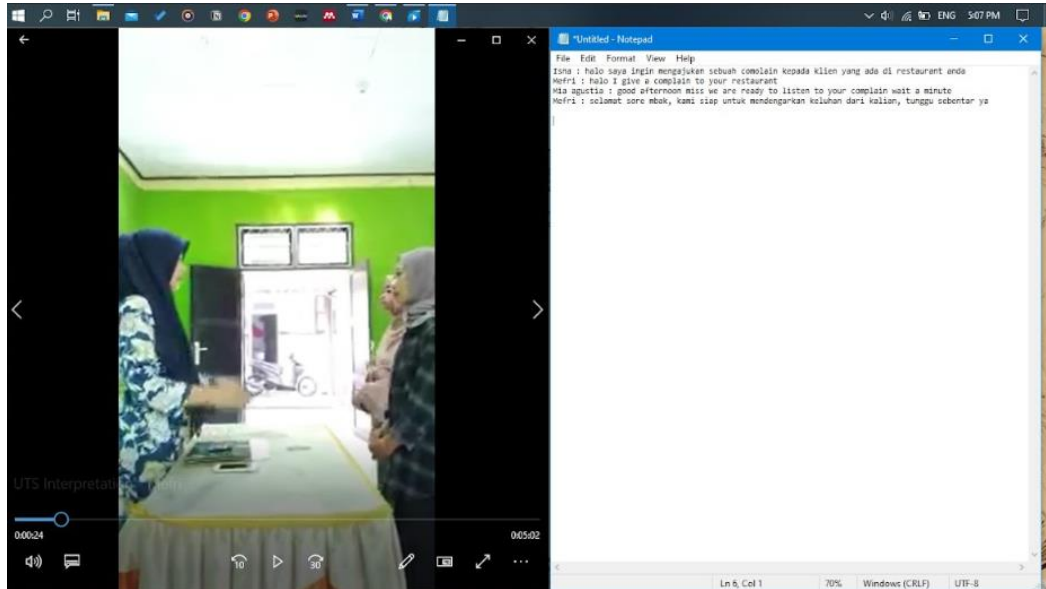 ENG 5:07 PM
*Untitled - Notepad
File Edit Format View Help
Isna : halo saya ingin mengajukan sebuah comolain kepada klien yang ada di restaurant anda
Mefri : halo I give a complain to your restaurant
Mia agustia : good afternoon miss we are ready to listen to your complain wait a minute
Mefri : selamat sore mbak, kami siap untuk mendengarkan keluhan dari kalian, tunggu sebentar ya
UTS Interpretati
0:00:24
0:05:02
10
30
Ln 6, Col 1 70% Windows (CRLF) UTF-8